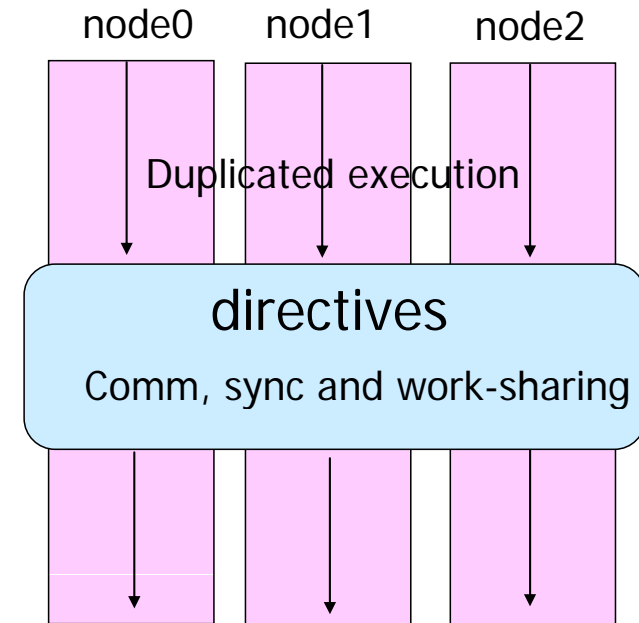 node0 node1 node2
Duplicated execution
directives
Comm, sync and work-sharing